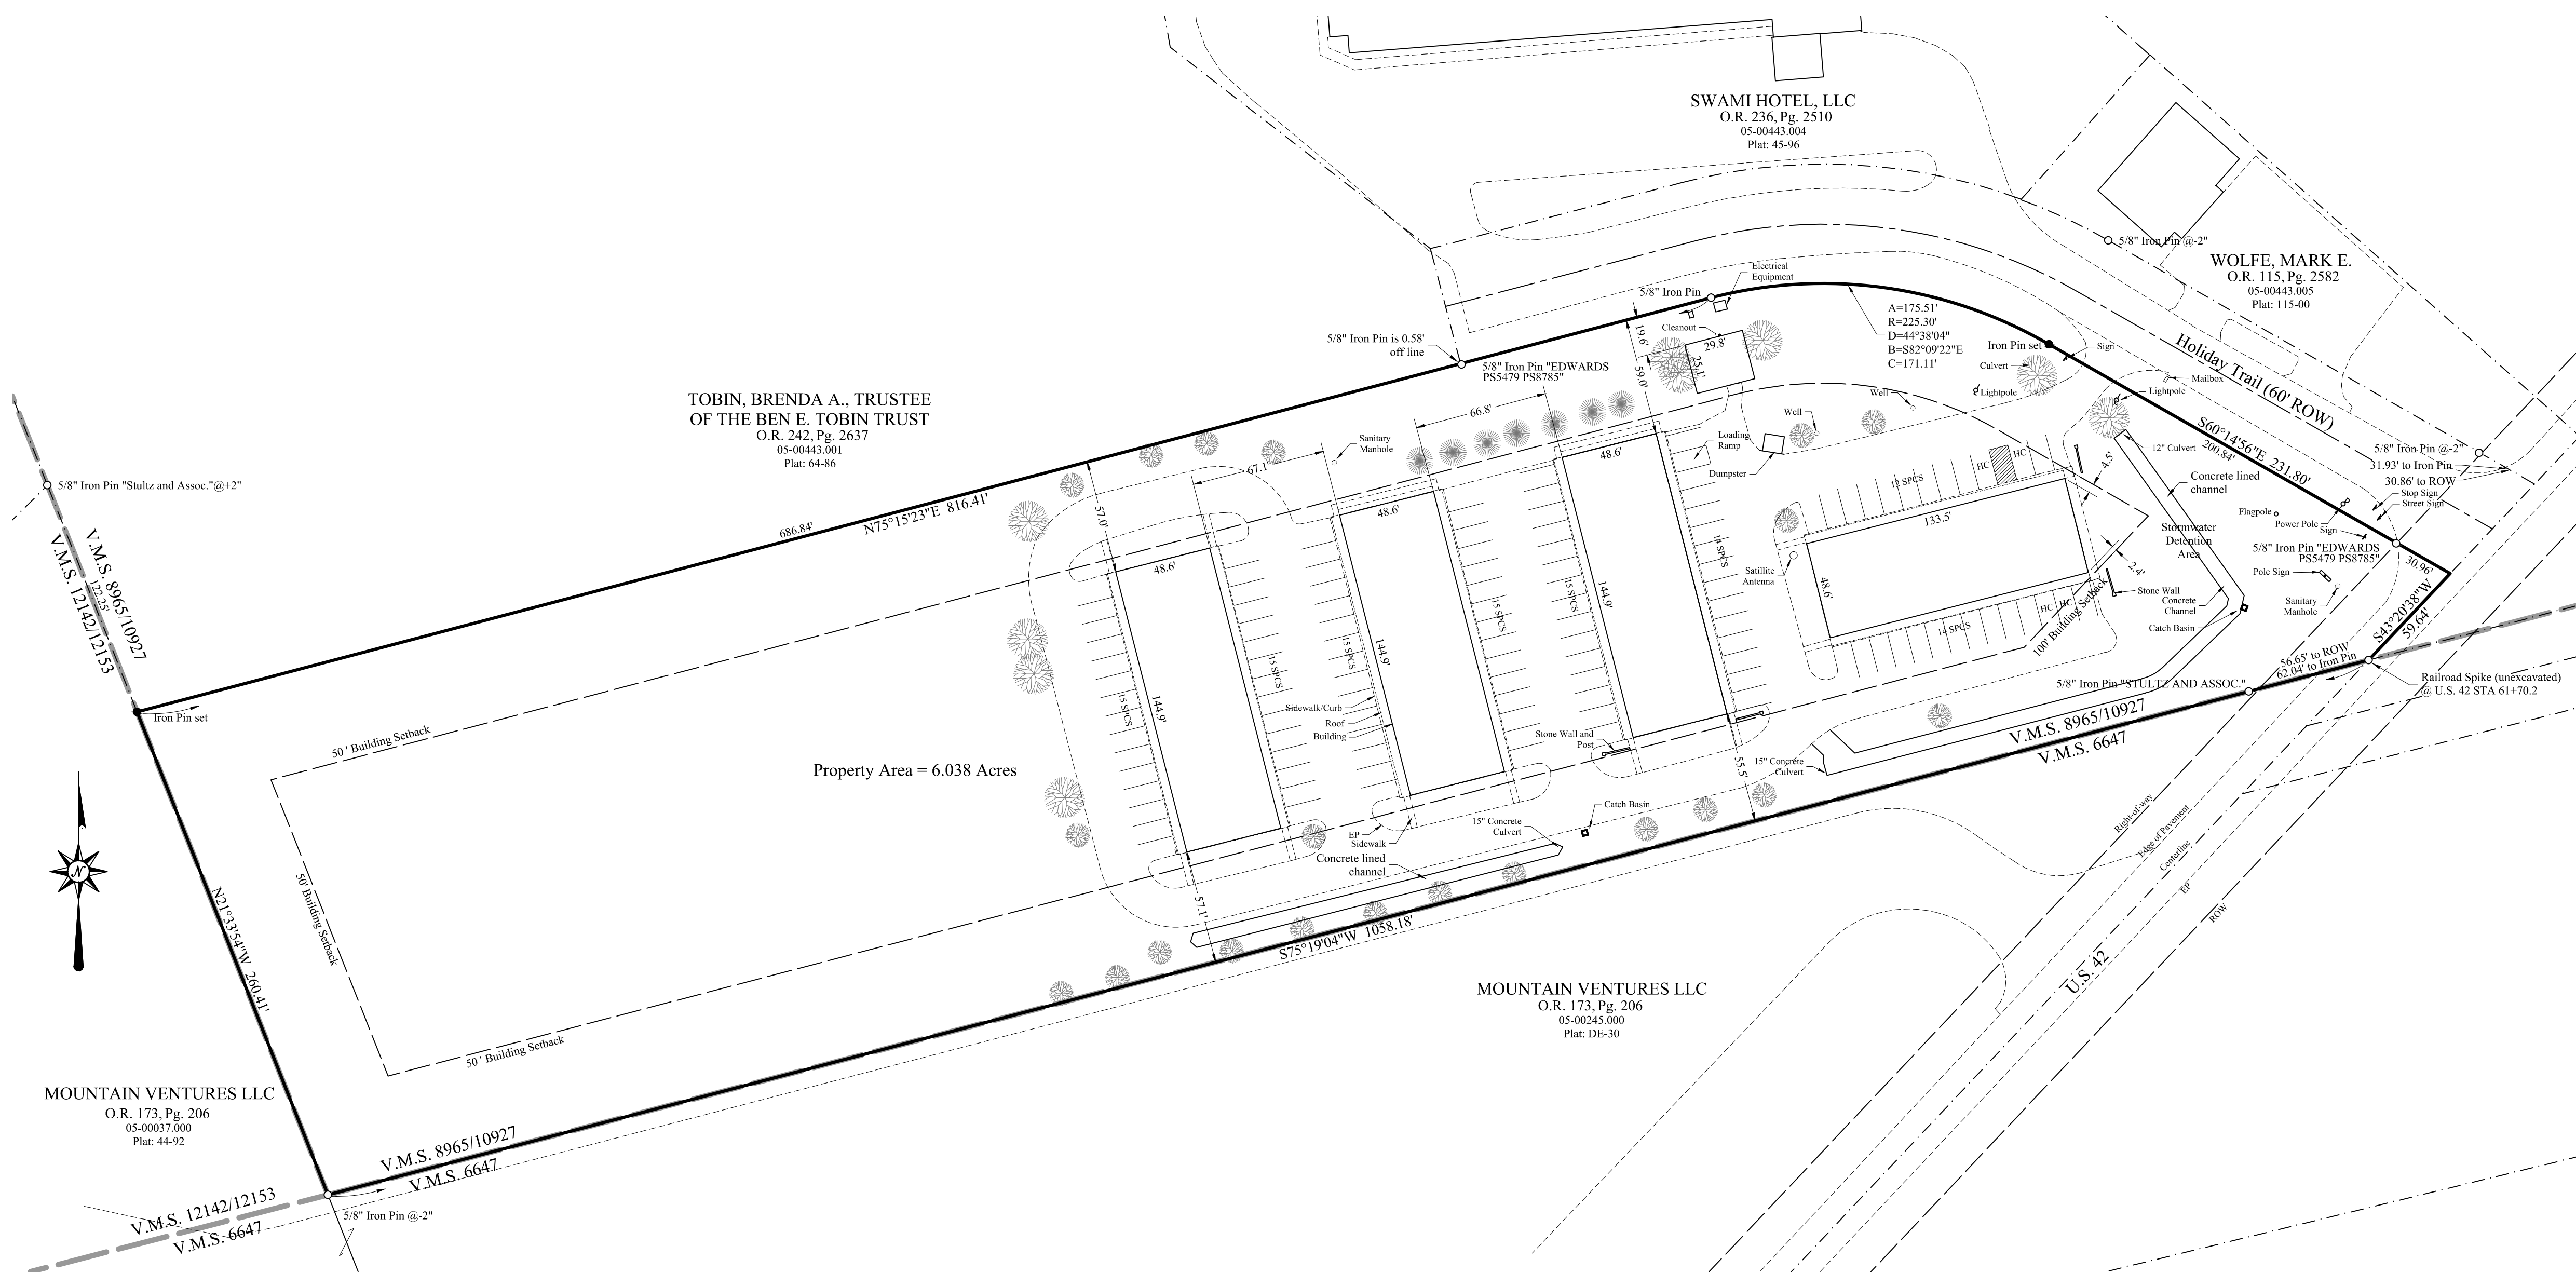 SWAMI HOTEL, LLC
O.R. 236, Pg. 2510
05-00443.004
Plat: 45-96
5/8" Iron Pin @-2"
WOLFE, MARK E.
O.R. 115, Pg. 2582
05-00443.005
Plat: 115-00
Electrical
Equipment
5/8" Iron Pin
Cleanout
19.6'
59.0'
29.8'
25.1'
A=175.51'
R=225.30'
D=44°38'04"
B=S82°09'22"E
C=171.11'
Iron Pin set
Sign
Culvert
Mailbox
Lightpole
Lightpole
Holiday Trail (60' ROW)
5/8" Iron Pin is 0.58'
off line
5/8" Iron Pin "EDWARDS
PS5479 PS8785"
TOBIN, BRENDA A., TRUSTEE
OF THE BEN E. TOBIN TRUST
O.R. 242, Pg. 2637
05-00443.001
Plat: 64-86
66.8'
Well
Well
Loading
Ramp
Dumpster
Sanitary
Manhole
67.1'
48.6'
48.6'
48.6'
S60°14'56"E 231.80'
200.84'
5/8" Iron Pin @-2"
31.93' to Iron Pin
30.86' to ROW
12" Culvert
4.5'
Concrete lined
channel
HC
HC
12 SPCS
133.5'
Stop Sign
Street Sign
Flagpole
Power Pole
Sign
Stormwater
Detention
Area
5/8" Iron Pin "EDWARDS
PS5479 PS8785"
30.96'
Pole Sign
2.4'
Satillite
Antenna
48.6'
Stone Wall
Concrete
Channel
Sanitary
Manhole
Catch Basin
HC
HC
14 SPCS
100' Building Setback
S43°20'38"W
59.64'
56.65' to ROW
62.04' to Iron Pin
5/8" Iron Pin "STULTZ AND ASSOC."
Railroad Spike (unexcavated)
@ U.S. 42 STA 61+70.2
5/8" Iron Pin "Stultz and Assoc."@+2"
V.M.S. 8965/10927
122.25'
V.M.S. 12142/12153
686.84'
N75°15'23"E 816.41'
57.0'
Iron Pin set
50 ' Building Setback
15 SPCS
15 SPCS
15 SPCS
15 SPCS
15 SPCS
14 SPCS
144.9'
144.9'
144.9'
Sidewalk/Curb
Roof
Building
Stone Wall and
Post
55.5'
Property Area = 6.038 Acres
V.M.S. 8965/10927
V.M.S. 6647
15" Concrete
Culvert
Catch Basin
15" Concrete
Culvert
EP
Sidewalk
Concrete lined
channel
57.1'
S75°19'04"W 1058.18'
Right-of-way
Edge of Pavement
Centerline
EP
ROW
U.S. 42
N
N21°33'54"W 260.41'
50' Building Setback
50 ' Building Setback
MOUNTAIN VENTURES LLC
O.R. 173, Pg. 206
05-00245.000
Plat: DE-30
MOUNTAIN VENTURES LLC
O.R. 173, Pg. 206
05-00037.000
Plat: 44-92
V.M.S. 8965/10927
V.M.S. 6647
V.M.S. 12142/12153
V.M.S. 6647
5/8" Iron Pin @-2"